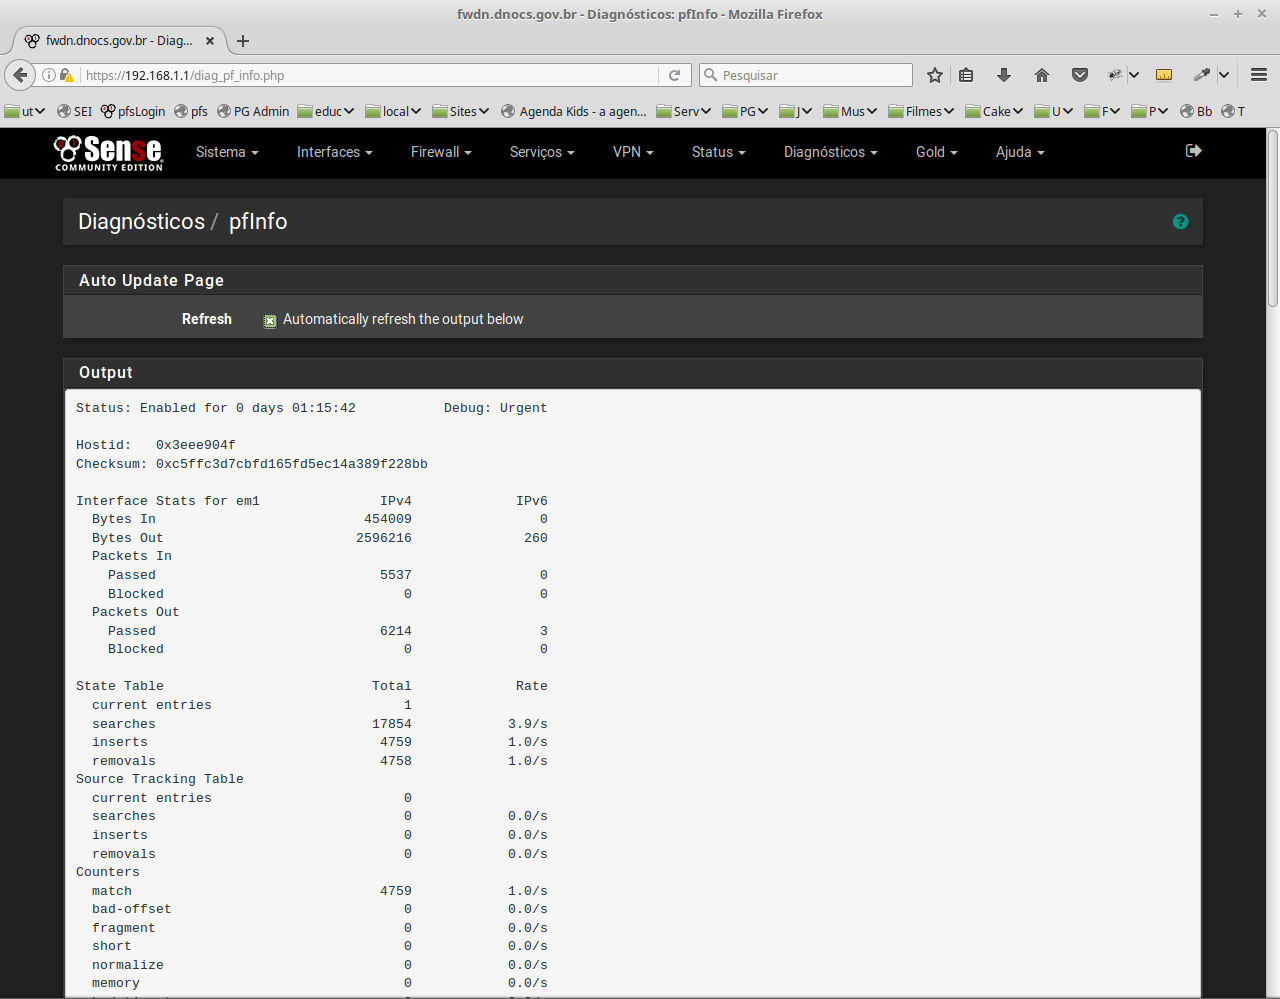 fwdn.dnocs.gov.br - Diagnósticos: pfInfo - Mozilla Firefox
fwdn.dnocs.gov.br - Diag...
https://192.168.1.1/diag_pf_info.php
Pesquisar
ut SEI pfsLogin pfs PG Admin educ local Sites Agenda Kids - a agen... Serv PG J Mus Filmes Cake U F P Bb T
Sense
COMMUNITY EDITION
Sistema Interfaces Firewall Serviços VPN Status Diagnósticos Gold Ajuda
Diagnósticos / pfInfo
Auto Update Page
Refresh Automatically refresh the output below
Output
Status: Enabled for 0 days 01:15:42 Debug: Urgent
Hostid: 0x3eee904f
Checksum: 0xc5ffc3d7cbfd165fd5ec14a389f228bb
Interface Stats for em1 IPv4 IPv6
Bytes In 454009 0
Bytes Out 2596216 260
Packets In
Passed 5537 0
Blocked 0 0
Packets Out
Passed 6214 3
Blocked 0 0
State Table Total Rate
current entries 1
searches 17854 3.9/s
inserts 4759 1.0/s
removals 4758 1.0/s
Source Tracking Table
current entries 0
searches 0 0.0/s
inserts 0 0.0/s
removals 0 0.0/s
Counters
match 4759 1.0/s
bad-offset 0 0.0/s
fragment 0 0.0/s
short 0 0.0/s
normalize 0 0.0/s
memory 0 0.0/s